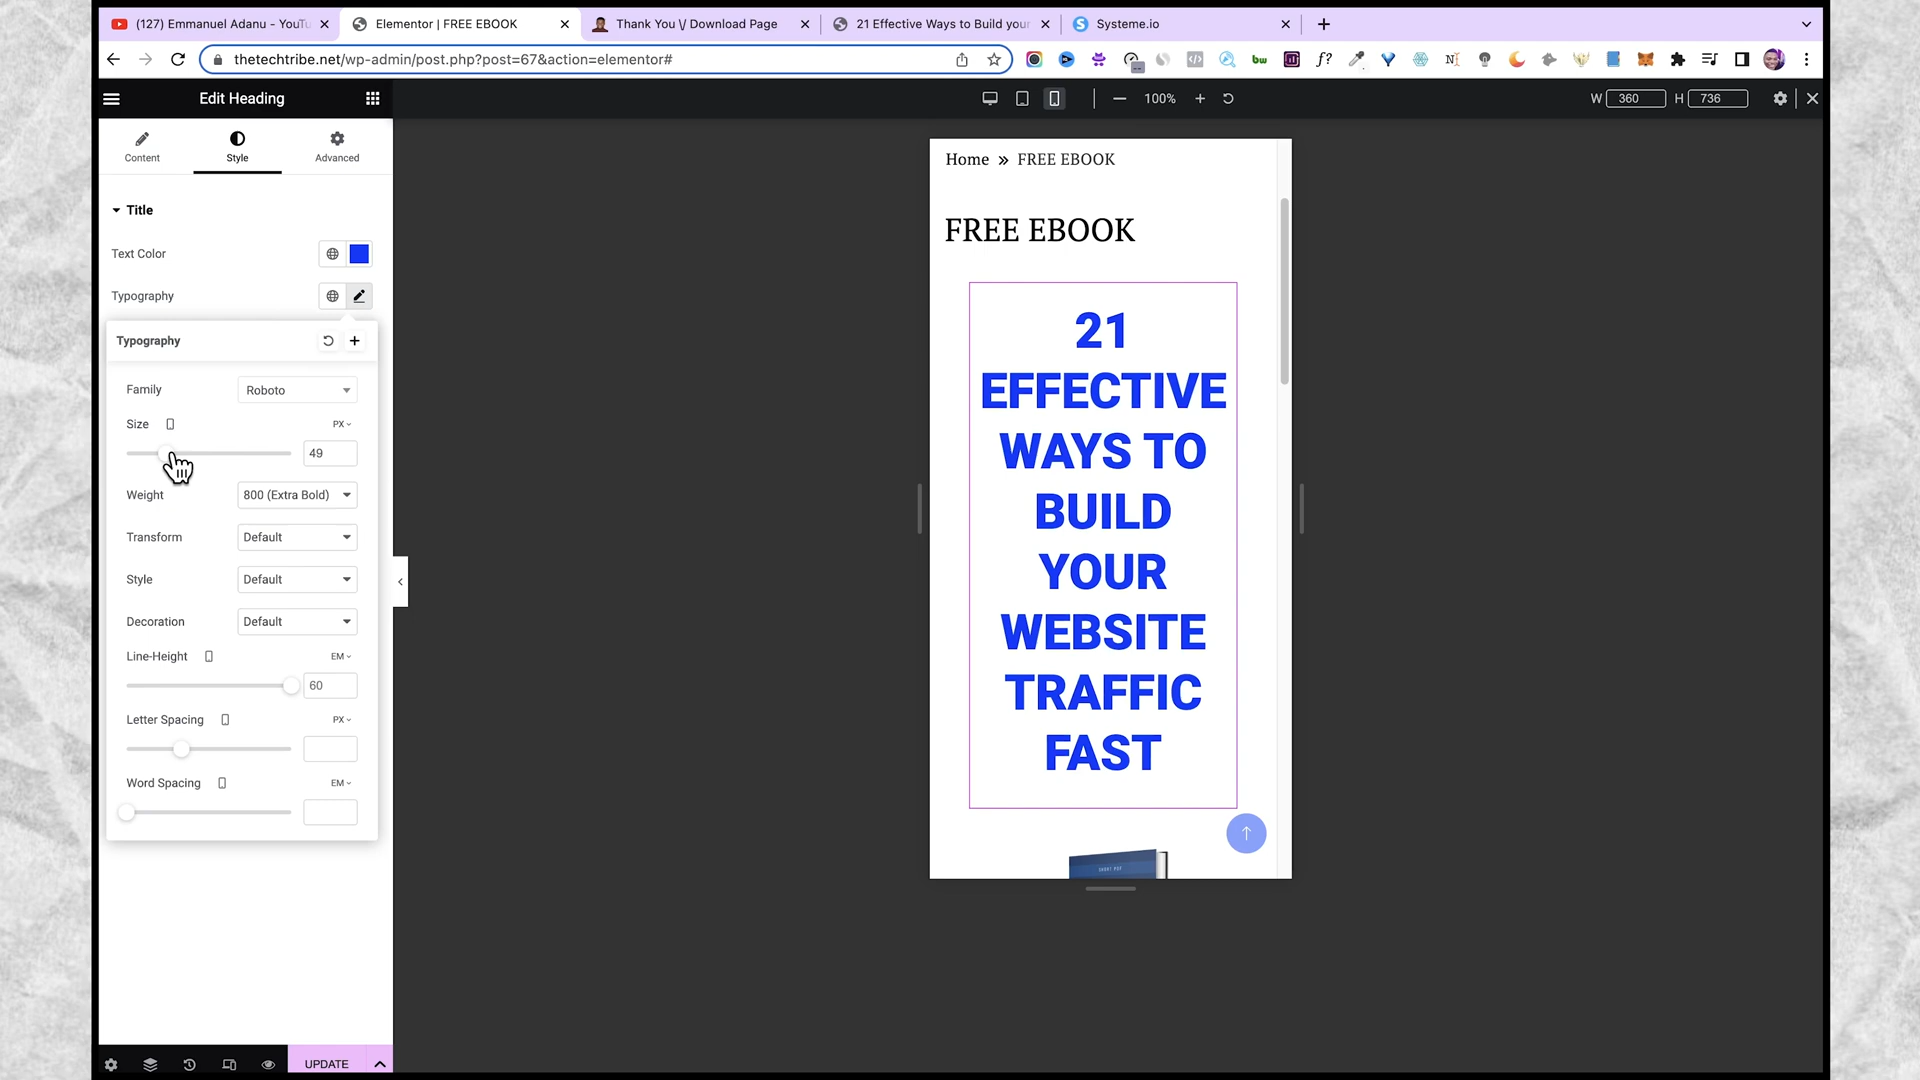 (127) Emmanuel Adanu - YouTu
Elementor | FREE EBOOK
Thank You \/ Download Page
21 Effective Ways to Build your
Systeme.io
thetechtribe.net/wp-admin/post.php?post=67&action=elementor#
Edit Heading
100%
W 360 H 736
Content
Style
Advanced
Title
Text Color
Typography
Typography
Family
Roboto
Size
PX
49
Weight
800 (Extra Bold)
Transform
Default
Style
Default
Decoration
Default
Line-Height
EM
60
Letter Spacing
PX
Word Spacing
EM
UPDATE
Home » FREE EBOOK
FREE EBOOK
21
EFFECTIVE
WAYS TO
BUILD
YOUR
WEBSITE
TRAFFIC
FAST
SHORT PDF